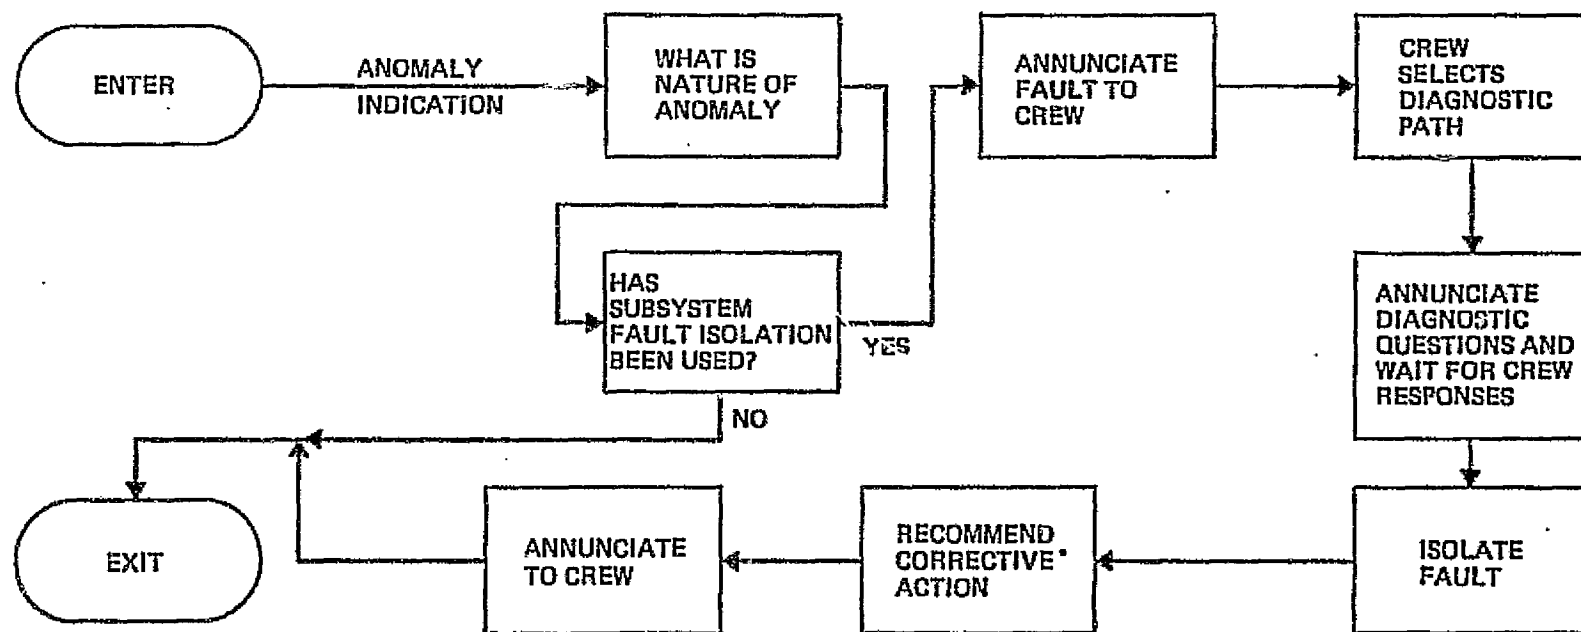 ENTER
ANOMALY
INDICATION
WHAT IS
NATURE OF
ANOMALY
ANNUNCIATE
FAULT TO
CREW
CREW
SELECTS
DIAGNOSTIC
PATH
HAS
SUBSYSTEM
FAULT ISOLATION
BEEN USED?
YES
NO
ANNUNCIATE
DIAGNOSTIC
QUESTIONS AND
WAIT FOR CREW
RESPONSES
ISOLATE
FAULT
RECOMMEND
CORRECTIVE
ACTION
ANNUNCIATE
TO CREW
EXIT